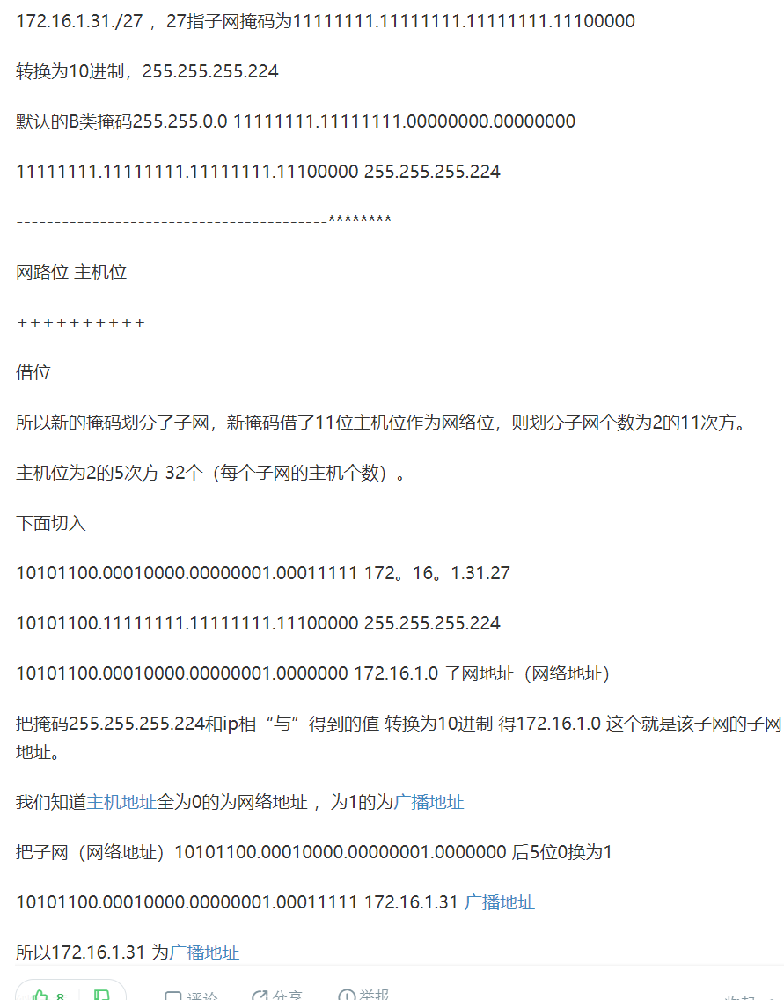 172.16.1.31./27 ，27指子网掩码为11111111.11111111.11111111.11100000
转换为10进制，255.255.255.224
默认的B类掩码255.255.0.0 11111111.11111111.00000000.00000000
11111111.11111111.11111111.11100000 255.255.255.224
-----------------------------------------********
网路位 主机位
++++++++++
借位
所以新的掩码划分了子网，新掩码借了11位主机位作为网络位，则划分子网个数为2的11次方。
主机位为2的5次方 32个（每个子网的主机个数）。
下面切入
10101100.00010000.00000001.00011111 172。16。1.31.27
10101100.11111111.11111111.11100000 255.255.255.224
10101100.00010000.00000001.0000000 172.16.1.0 子网地址（网络地址）
把掩码255.255.255.224和ip相“与”得到的值 转换为10进制 得172.16.1.0 这个就是该子网的子网
地址。
我们知道主机地址全为0的为网络地址 ，为1的为广播地址
把子网（网络地址）10101100.00010000.00000001.0000000 后5位0换为1
10101100.00010000.00000001.00011111 172.16.1.31 广播地址
所以172.16.1.31 为广播地址
8 评论 分享 举报